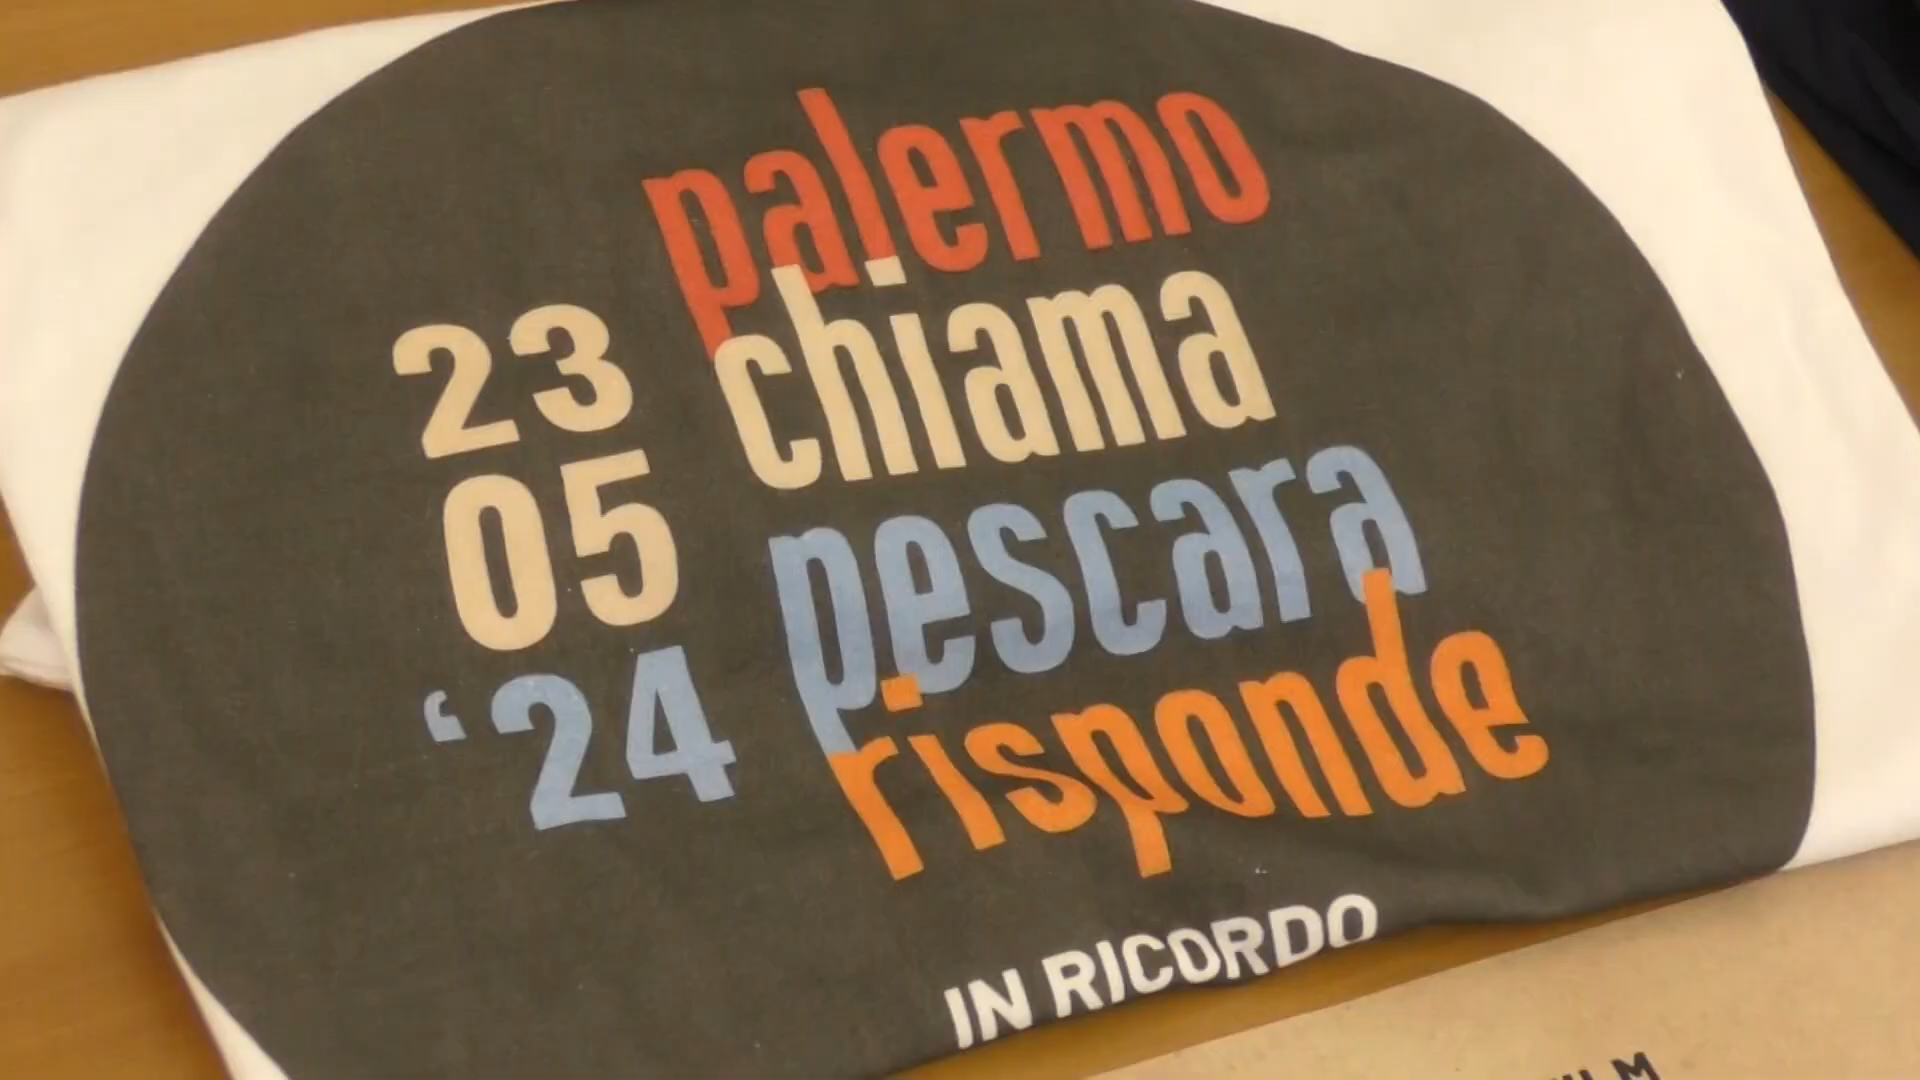 palermo
chiama
pescara
risponde
23
05
‘24
IN RICORDO